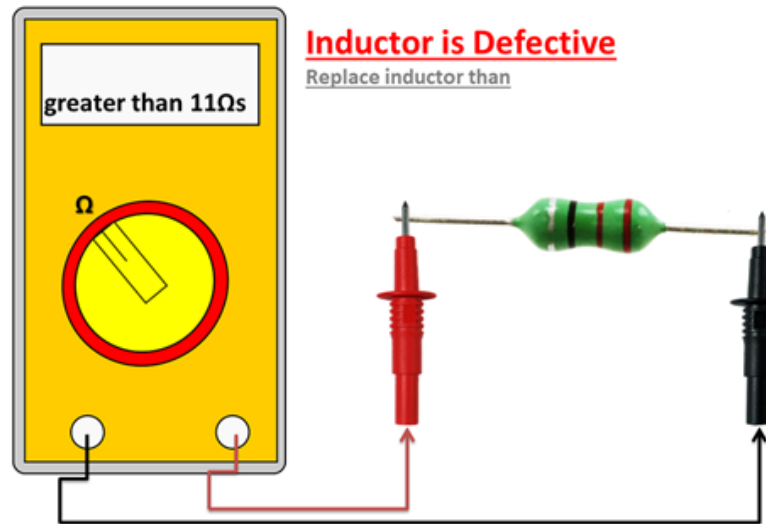 Inductor is Defective
Replace inductor than
greater than 11Ωs
Ω